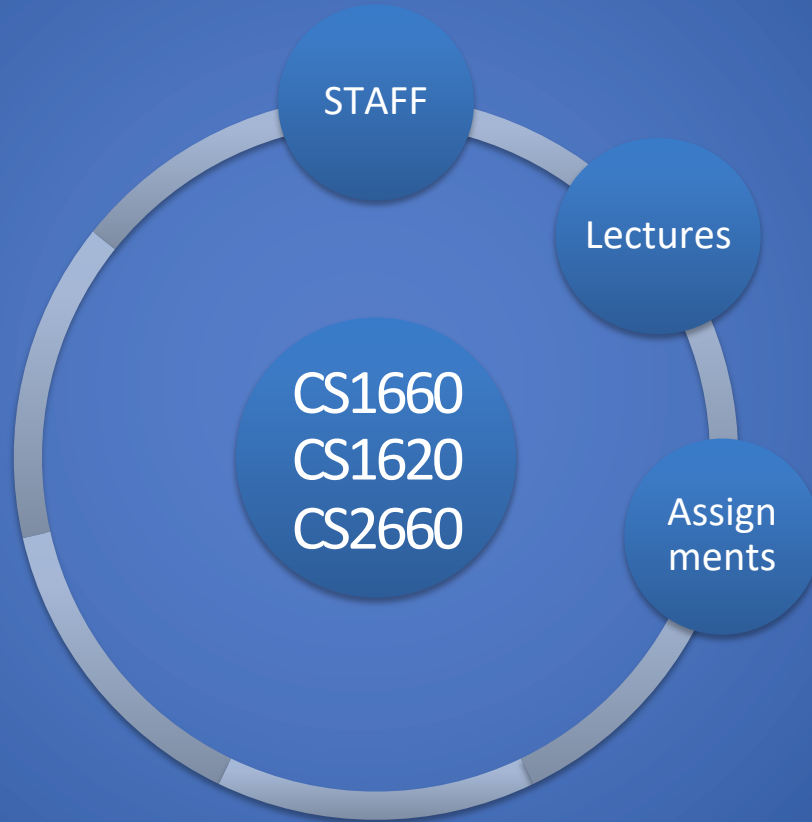 STAFF
Lectures
CS1660
CS1620
CS2660
Assign
ments